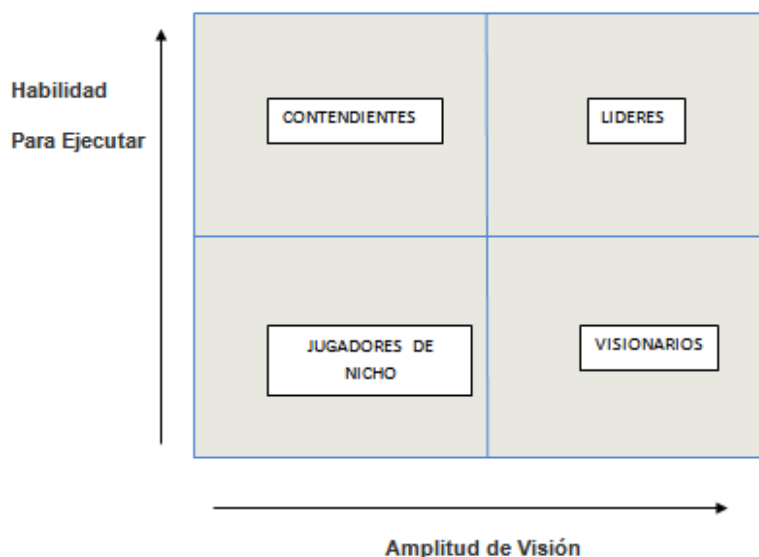 Habilidad
Para Ejecutar
CONTENDIENTES
LIDERES
JUGADORES DE
NICHO
VISIONARIOS
Amplitud de Visión